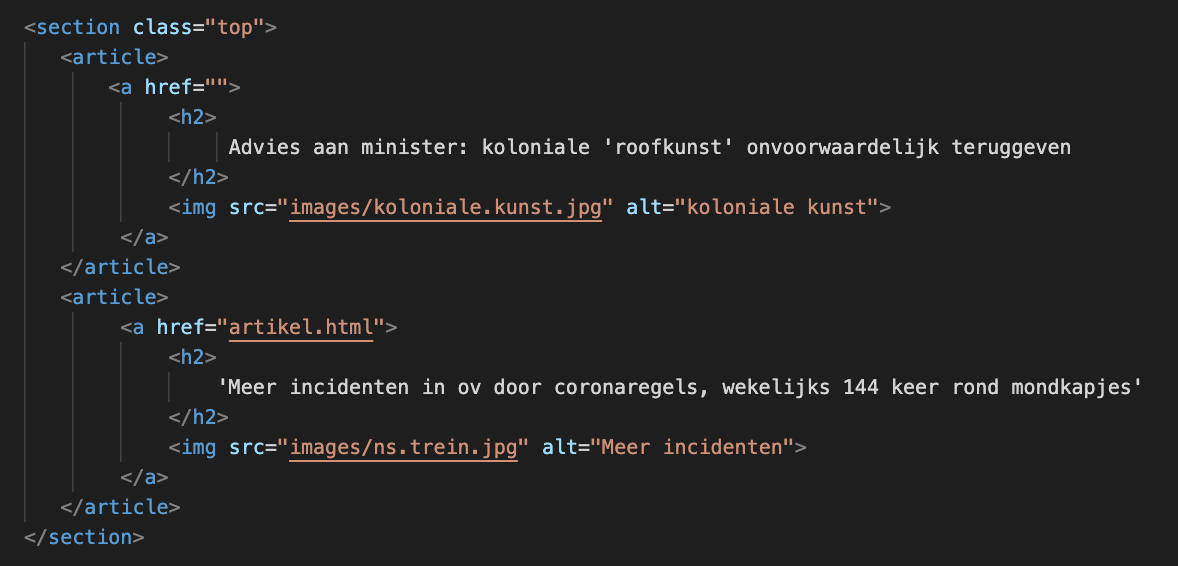 <section class="top">
<article>
<a href="">
<h2>
Advies aan minister: koloniale 'roofkunst' onvoorwaardelijk teruggeven
</h2>
<img src="images/koloniale.kunst.jpg" alt="koloniale kunst">
</a>
</article>
<article>
<a href="artikel.html">
<h2>
'Meer incidenten in ov door coronaregels, wekelijks 144 keer rond mondkapjes'
</h2>
<img src="images/ns.trein.jpg" alt="Meer incidenten">
</a>
</article>
</section>